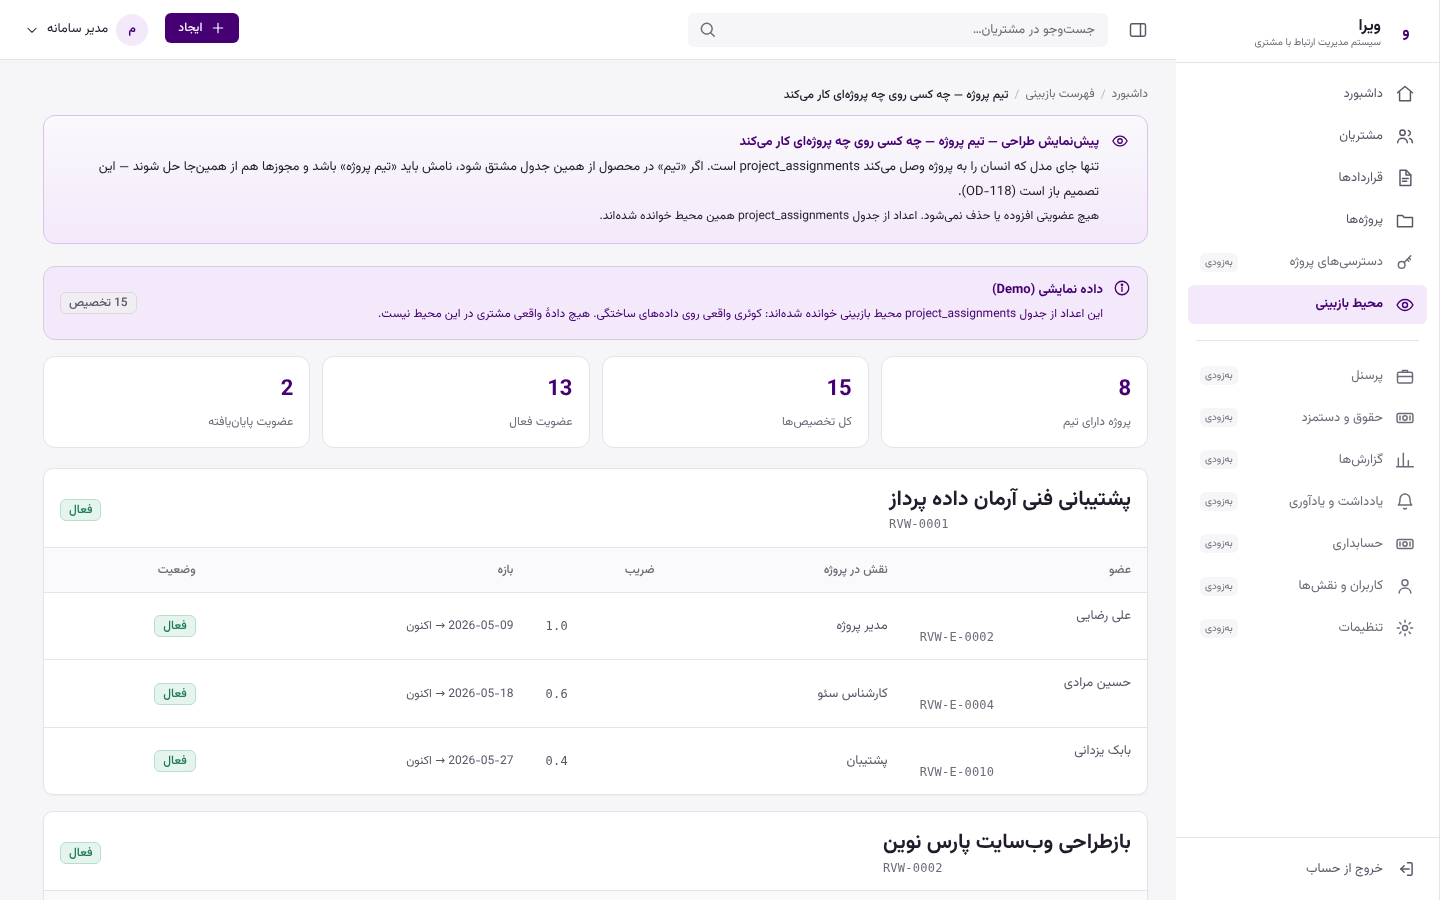 و
ویرا
سیستم مدیریت ارتباط با مشتری
جست‌وجو در مشتریان...
ایجاد
م
مدیر سامانه
داشبورد
مشتریان
قراردادها
پروژه‌ها
دسترسی‌های پروژه
به‌زودی
محیط بازبینی
پرسنل
به‌زودی
حقوق و دستمزد
به‌زودی
گزارش‌ها
به‌زودی
یادداشت و یادآوری
به‌زودی
حسابداری
به‌زودی
کاربران و نقش‌ها
به‌زودی
تنظیمات
به‌زودی
خروج از حساب
داشبورد / فهرست بازبینی / تیم پروژه — چه کسی روی چه پروژه‌ای کار می‌کند
پیش‌نمایش طراحی — تیم پروژه — چه کسی روی چه پروژه‌ای کار می‌کند
تنها جای مدل که انسان را به پروژه وصل می‌کند project_assignments است. اگر «تیم» در محصول از همین جدول مشتق شود، نامش باید «تیم پروژه» باشد و مجوزها هم از همین‌جا حل شوند — این
تصمیم باز است (OD-118).
هیچ عضویتی افزوده یا حذف نمی‌شود. اعداد از جدول project_assignments همین محیط خوانده شده‌اند.
داده نمایشی (Demo)
این اعداد از جدول project_assignments محیط بازبینی خوانده شده‌اند: کوئری واقعی روی داده‌های ساختگی. هیچ دادهٔ واقعی مشتری در این محیط نیست.
15 تخصیص
8
پروژه دارای تیم
15
کل تخصیص‌ها
13
عضویت فعال
2
عضویت پایان‌یافته
پشتیبانی فنی آرمان داده پرداز
RVW-0001
فعال
عضو نقش در پروژه ضریب بازه وضعیت
علی رضایی
RVW-E-0002
مدیر پروژه
1.0
2026-05-09 → اکنون
فعال
حسین مرادی
RVW-E-0004
کارشناس سئو
0.6
2026-05-18 → اکنون
فعال
بابک یزدانی
RVW-E-0010
پشتیبان
0.4
2026-05-27 → اکنون
فعال
بازطراحی وب‌سایت پارس نوین
RVW-0002
فعال